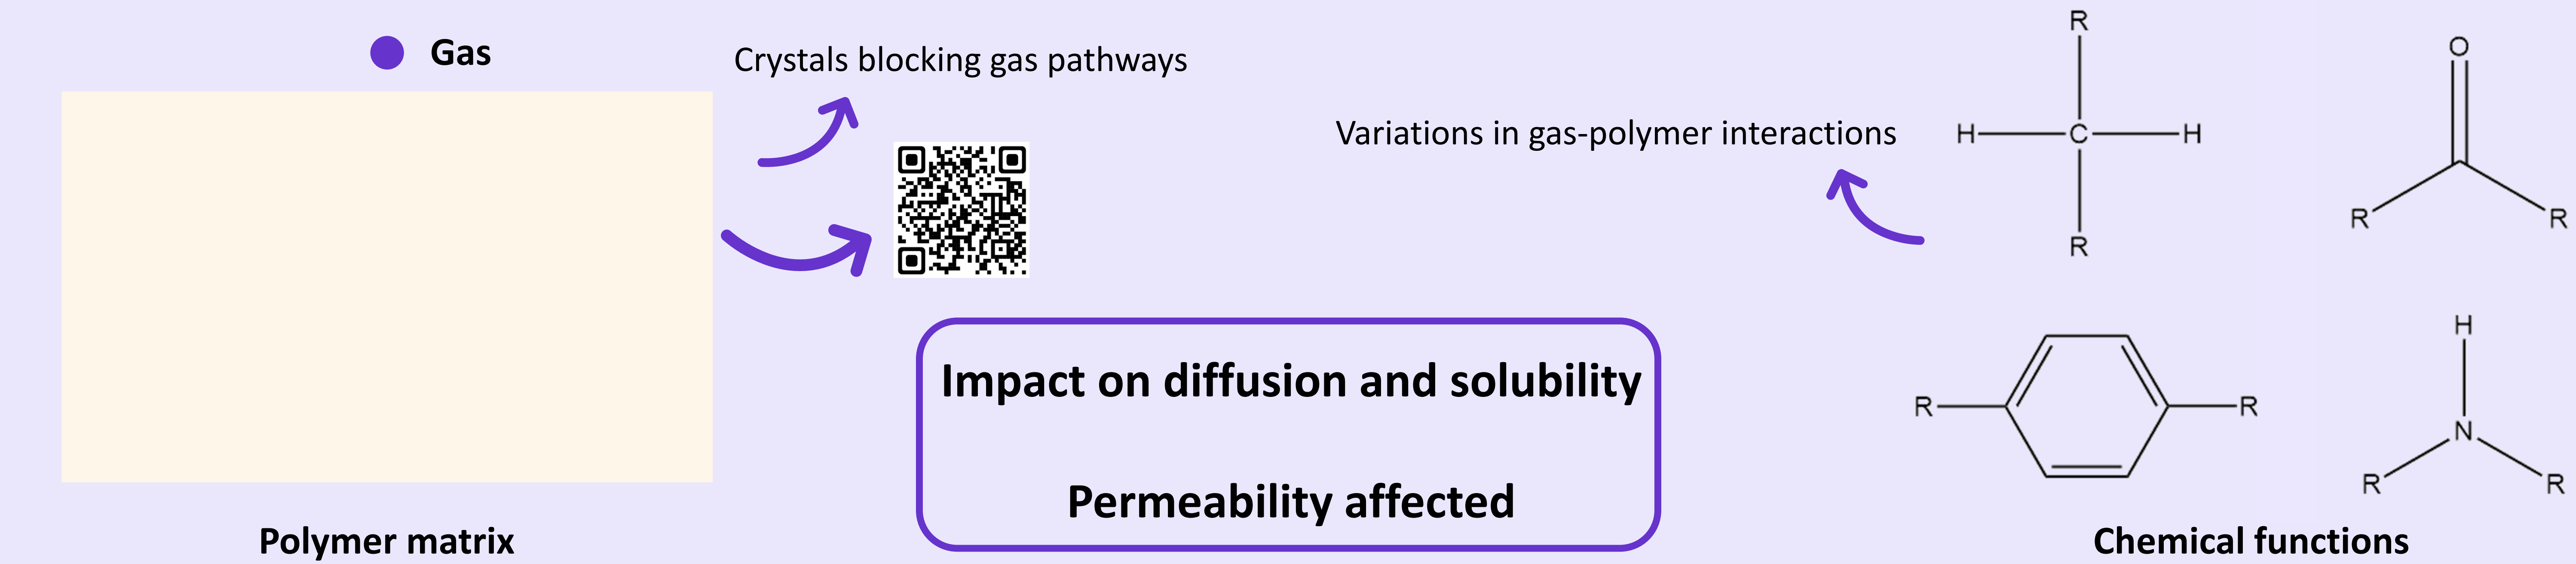 Gas
Crystals blocking gas pathways
Variations in gas-polymer interactions
Impact on diffusion and solubility
Permeability affected
Polymer matrix
R
H C H
R
O
R R
R R
H
N
R R
Chemical functions